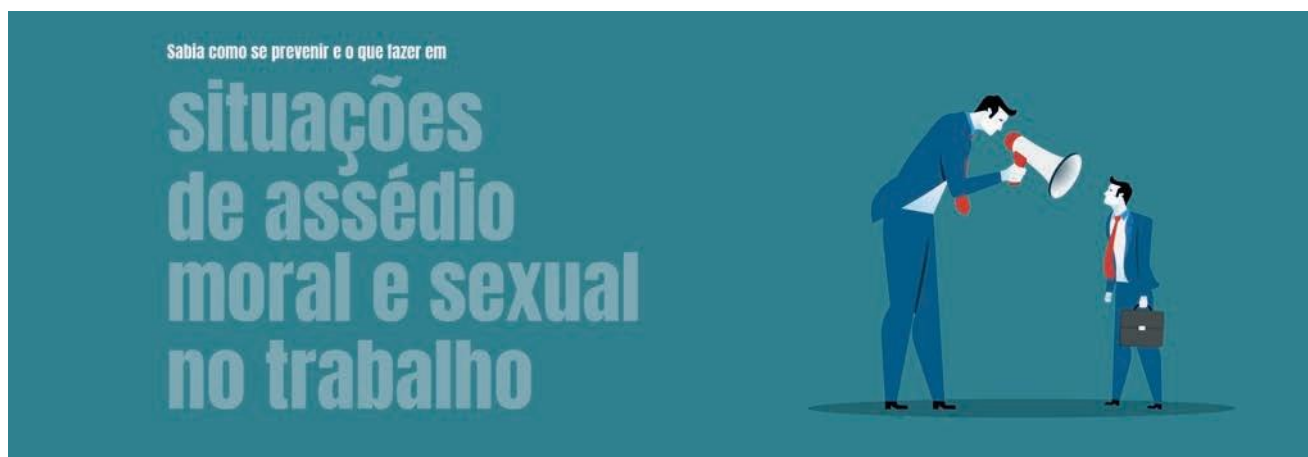 Sabia como se prevenir e o que fazer em
situações
de assédio
moral e sexual
no trabalho